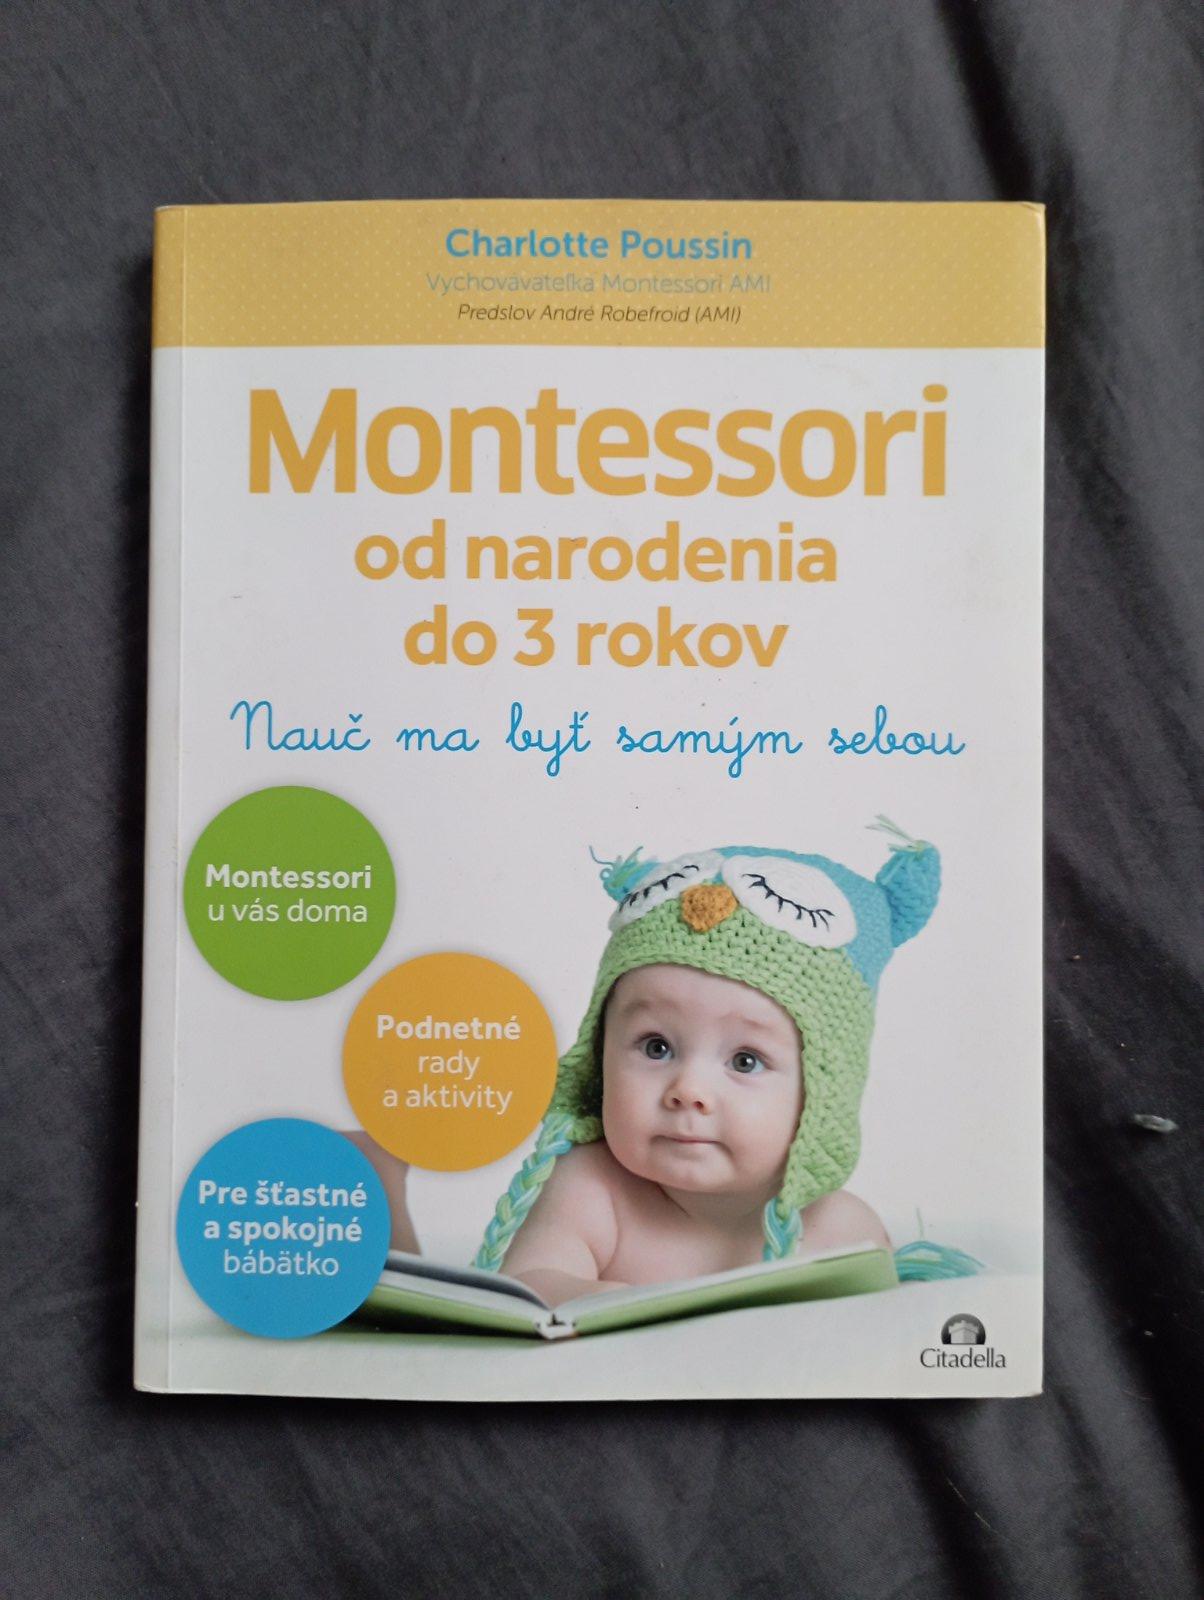 Charlotte Poussin
Vychovávateľka Montessori AMI
Predslov André Robefroid (AMI)
Montessori
od narodenia
do 3 rokov
Nauč ma byť samým sebou
Montessori
u vás doma
Podnetné
rady
a aktivity
Pre šťastné
a spokojné
bábätko
Citadella